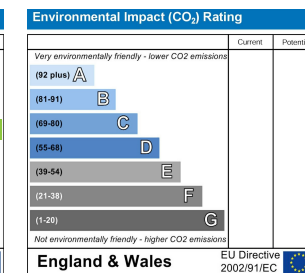 Environmental Impact (CO₂) Rating
Current Potenti
Very environmentally friendly - lower CO2 emissions
(92 plus) A
(81-91) B
(69-80) C
(55-68) D
(39-54) E
(21-38) F
(1-20) G
Not environmentally friendly - higher CO2 emissions
England & Wales
EU Directive
2002/91/EC